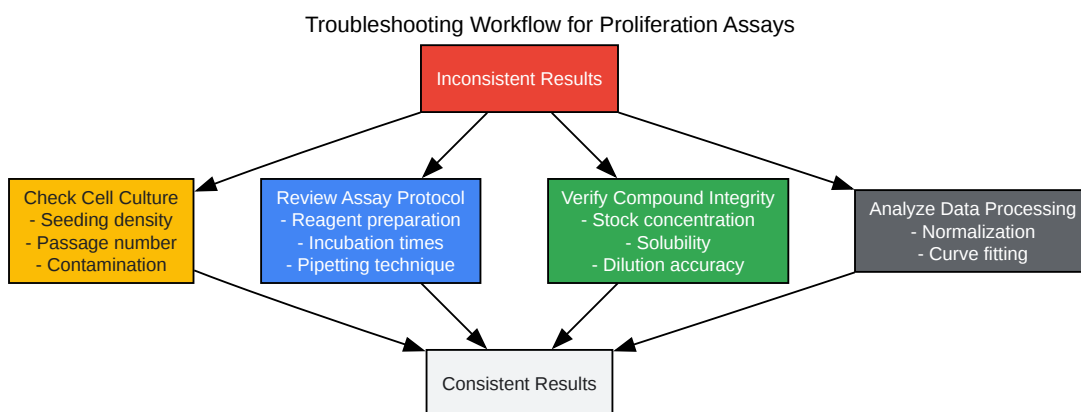 Troubleshooting Workflow for Proliferation Assays
Inconsistent Results
Check Cell Culture
- Seeding density
- Passage number
- Contamination
Review Assay Protocol
- Reagent preparation
- Incubation times
- Pipetting technique
Verify Compound Integrity
- Stock concentration
- Solubility
- Dilution accuracy
Analyze Data Processing
- Normalization
- Curve fitting
Consistent Results